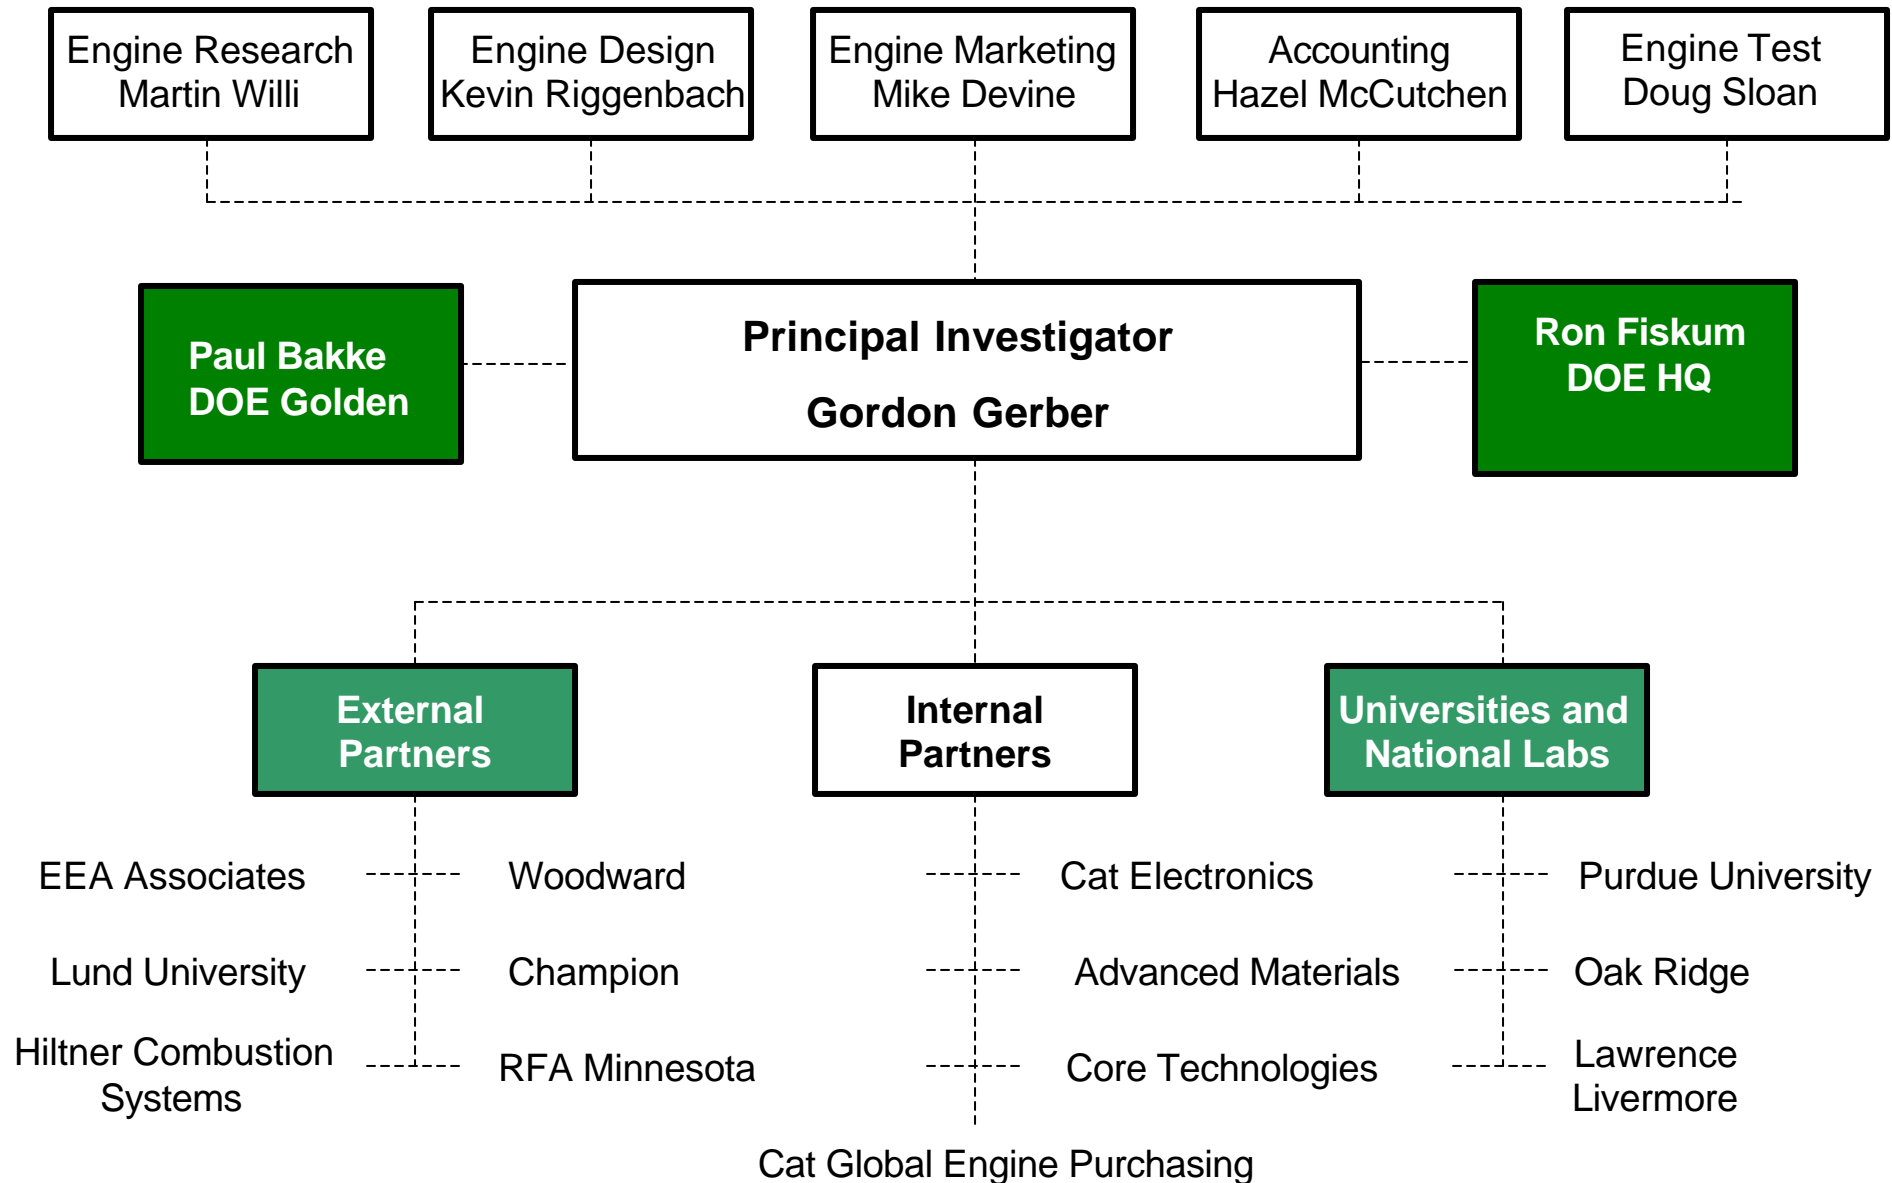 Engine Research
Martin Willi
Engine Design
Kevin Riggenbach
Engine Marketing
Mike Devine
Accounting
Hazel McCutchen
Engine Test
Doug Sloan
Paul Bakke
DOE Golden
Principal Investigator
Gordon Gerber
Ron Fiskum
DOE HQ
External
Partners
Internal
Partners
Universities and
National Labs
EEA Associates
Woodward
Cat Electronics
Purdue University
Lund University
Champion
Advanced Materials
Oak Ridge
Hiltner Combustion
Systems
RFA Minnesota
Core Technologies
Lawrence
Livermore
Cat Global Engine Purchasing